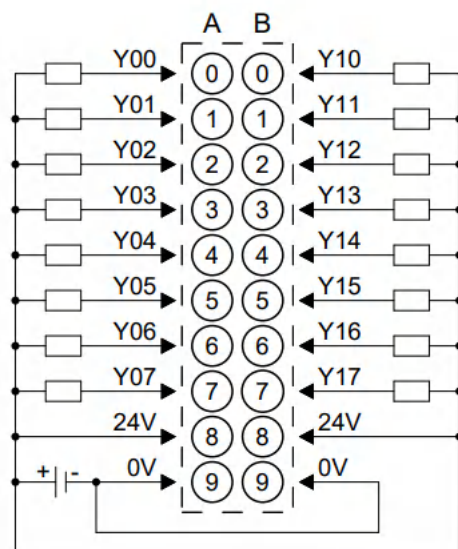 A B
Y00 0 0 Y10
Y01 1 1 Y11
Y02 2 2 Y12
Y03 3 3 Y13
Y04 4 4 Y14
Y05 5 5 Y15
Y06 6 6 Y16
Y07 7 7 Y17
24V 8 8 24V
+ - 0V 9 9 0V